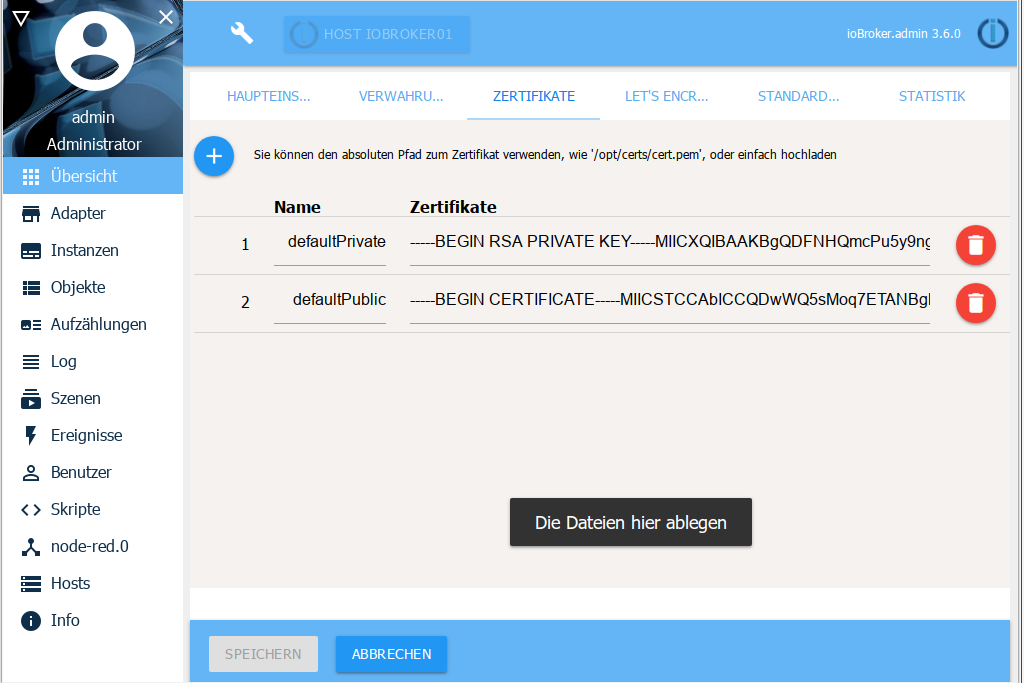 HOST IOBROKER01
ioBroker.admin 3.6.0
admin
Administrator
Übersicht
Adapter
Instanzen
Objekte
Aufzählungen
Log
Szenen
Ereignisse
Benutzer
Skripte
node-red.0
Hosts
Info
HAUPTEINS...
VERWAHRU...
ZERTIFIKATE
LET'S ENCR...
STANDARD...
STATISTIK
Sie können den absoluten Pfad zum Zertifikat verwenden, wie '/opt/certs/cert.pem', oder einfach hochladen
Name Zertifikate
1 defaultPrivate -----BEGIN RSA PRIVATE KEY-----MIICXQIBAAKBgQDFNHQmcPu5y9ng
2 defaultPublic -----BEGIN CERTIFICATE-----MIICSTCCAbICCQDwWQ5sMoq7ETANBgl
Die Dateien hier ablegen
SPEICHERN
ABBRECHEN